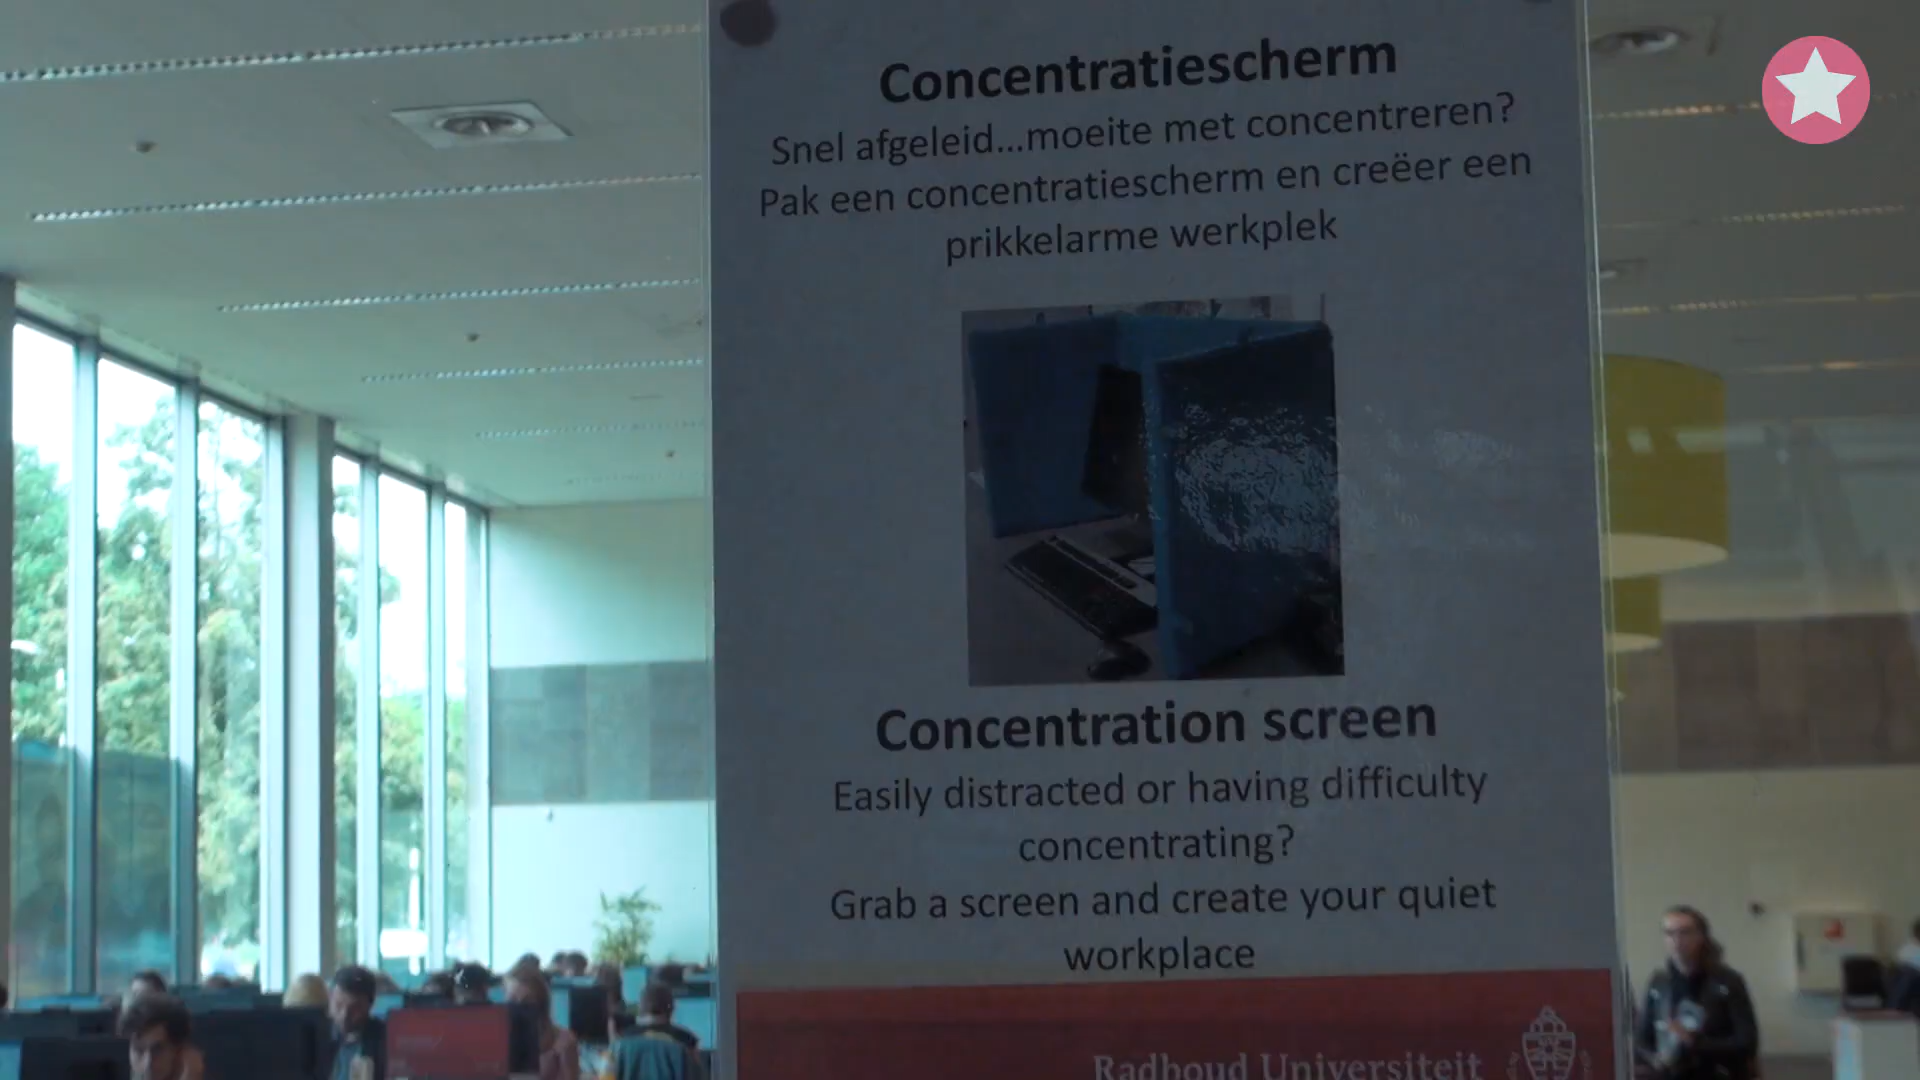 Concentratiescherm
Snel afgeleid...moeite met concentreren?
Pak een concentratiescherm en creëer een
prikkelarme werkplek
Concentration screen
Easily distracted or having difficulty
concentrating?
Grab a screen and create your quiet
workplace
Radboud Universiteit